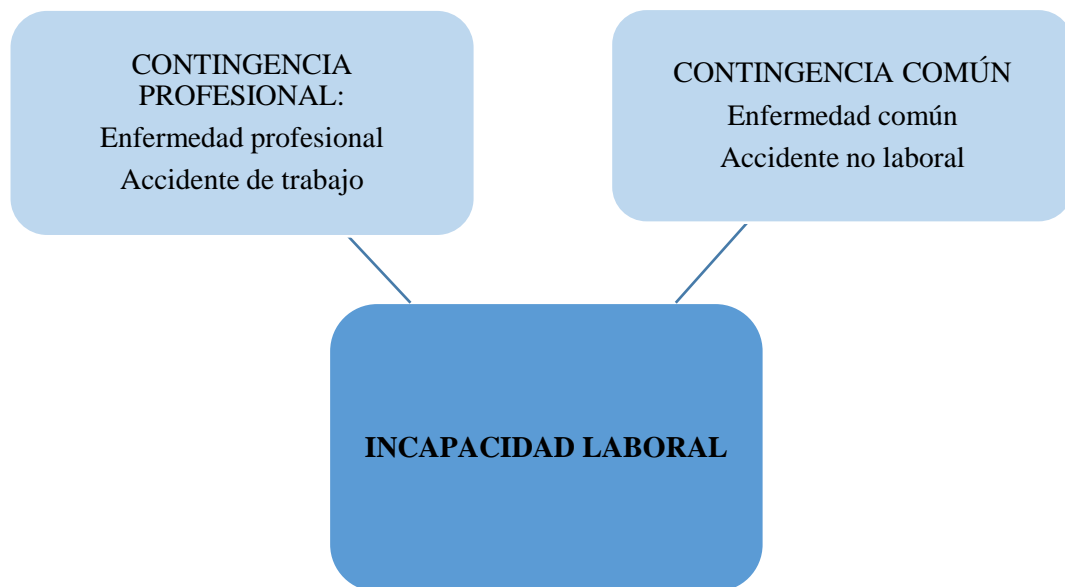 CONTINGENCIA
PROFESIONAL:
Enfermedad profesional
Accidente de trabajo
CONTINGENCIA COMÚN
Enfermedad común
Accidente no laboral
INCAPACIDAD LABORAL